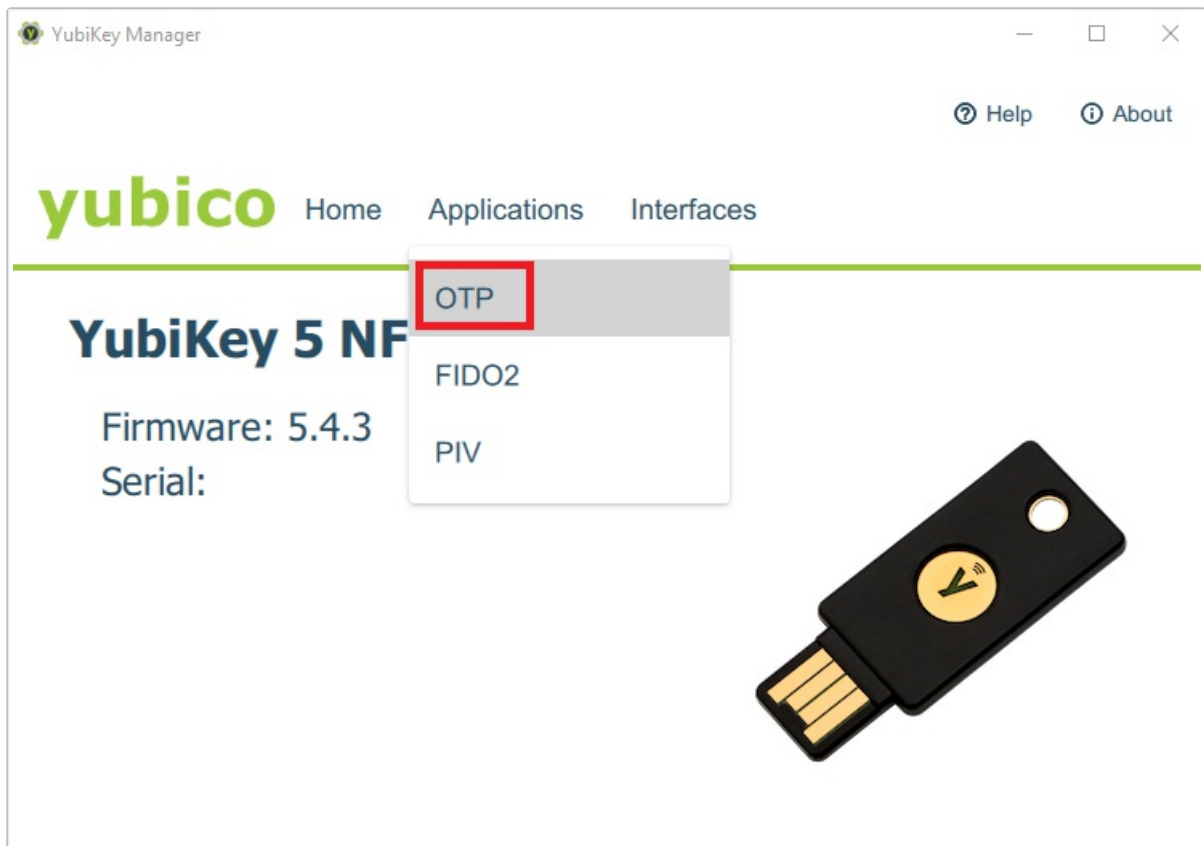 YubiKey Manager
Help About
yubico Home Applications Interfaces
OTP
YubiKey 5 NF
FIDO2
Firmware: 5.4.3
PIV
Serial:
Y